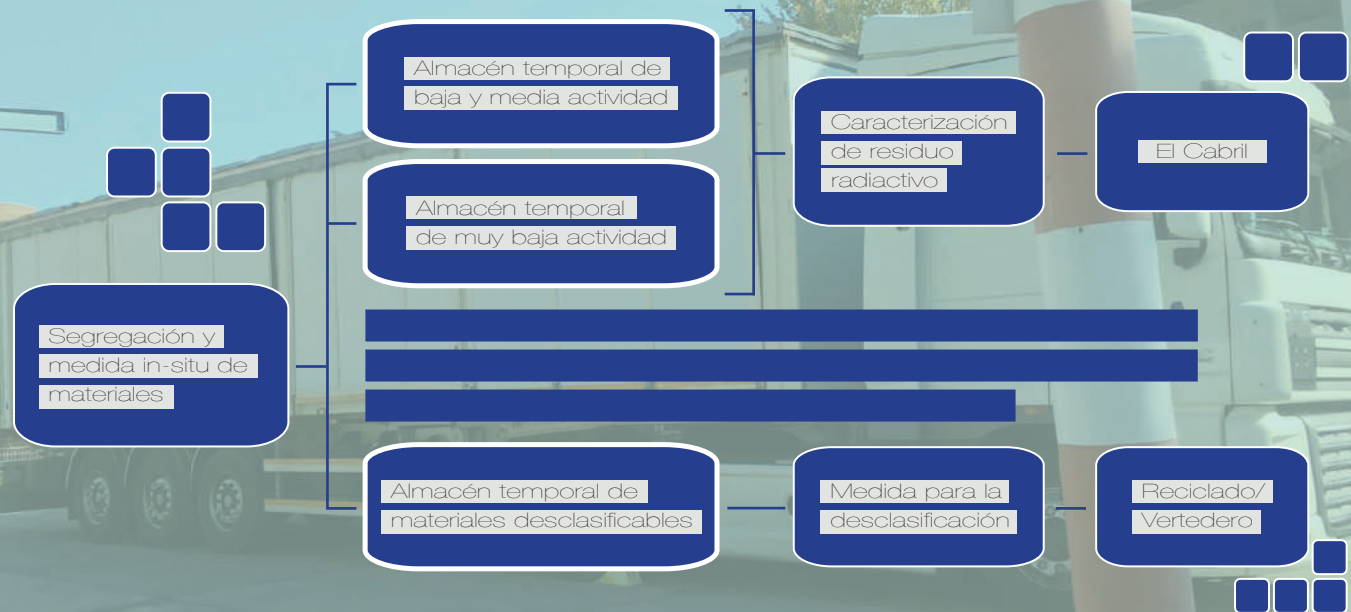 Almacén temporal de
baja y media actividad
Almacén temporal
de muy baja actividad
Caracterización
de residuo
radiactivo
El Cabril
Segregación y
medida in-situ de
materiales
Almacén temporal de
materiales desclasificables
Medida para la
desclasificación
Reciclado/
Vertedero